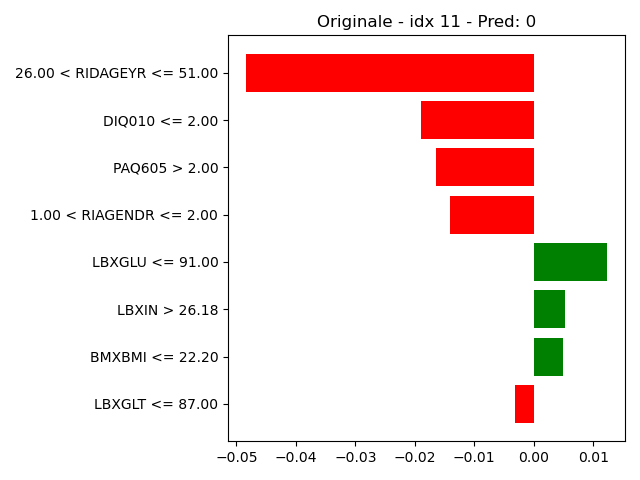 Originale - idx 11 - Pred: 0
26.00 < RIDAGEYR <= 51.00
DIQ010 <= 2.00
PAQ605 > 2.00
1.00 < RIAGENDR <= 2.00
LBXGLU <= 91.00
LBXIN > 26.18
BMXBMI <= 22.20
LBXGLT <= 87.00
−0.05 −0.04 −0.03 −0.02 −0.01 0.00 0.01